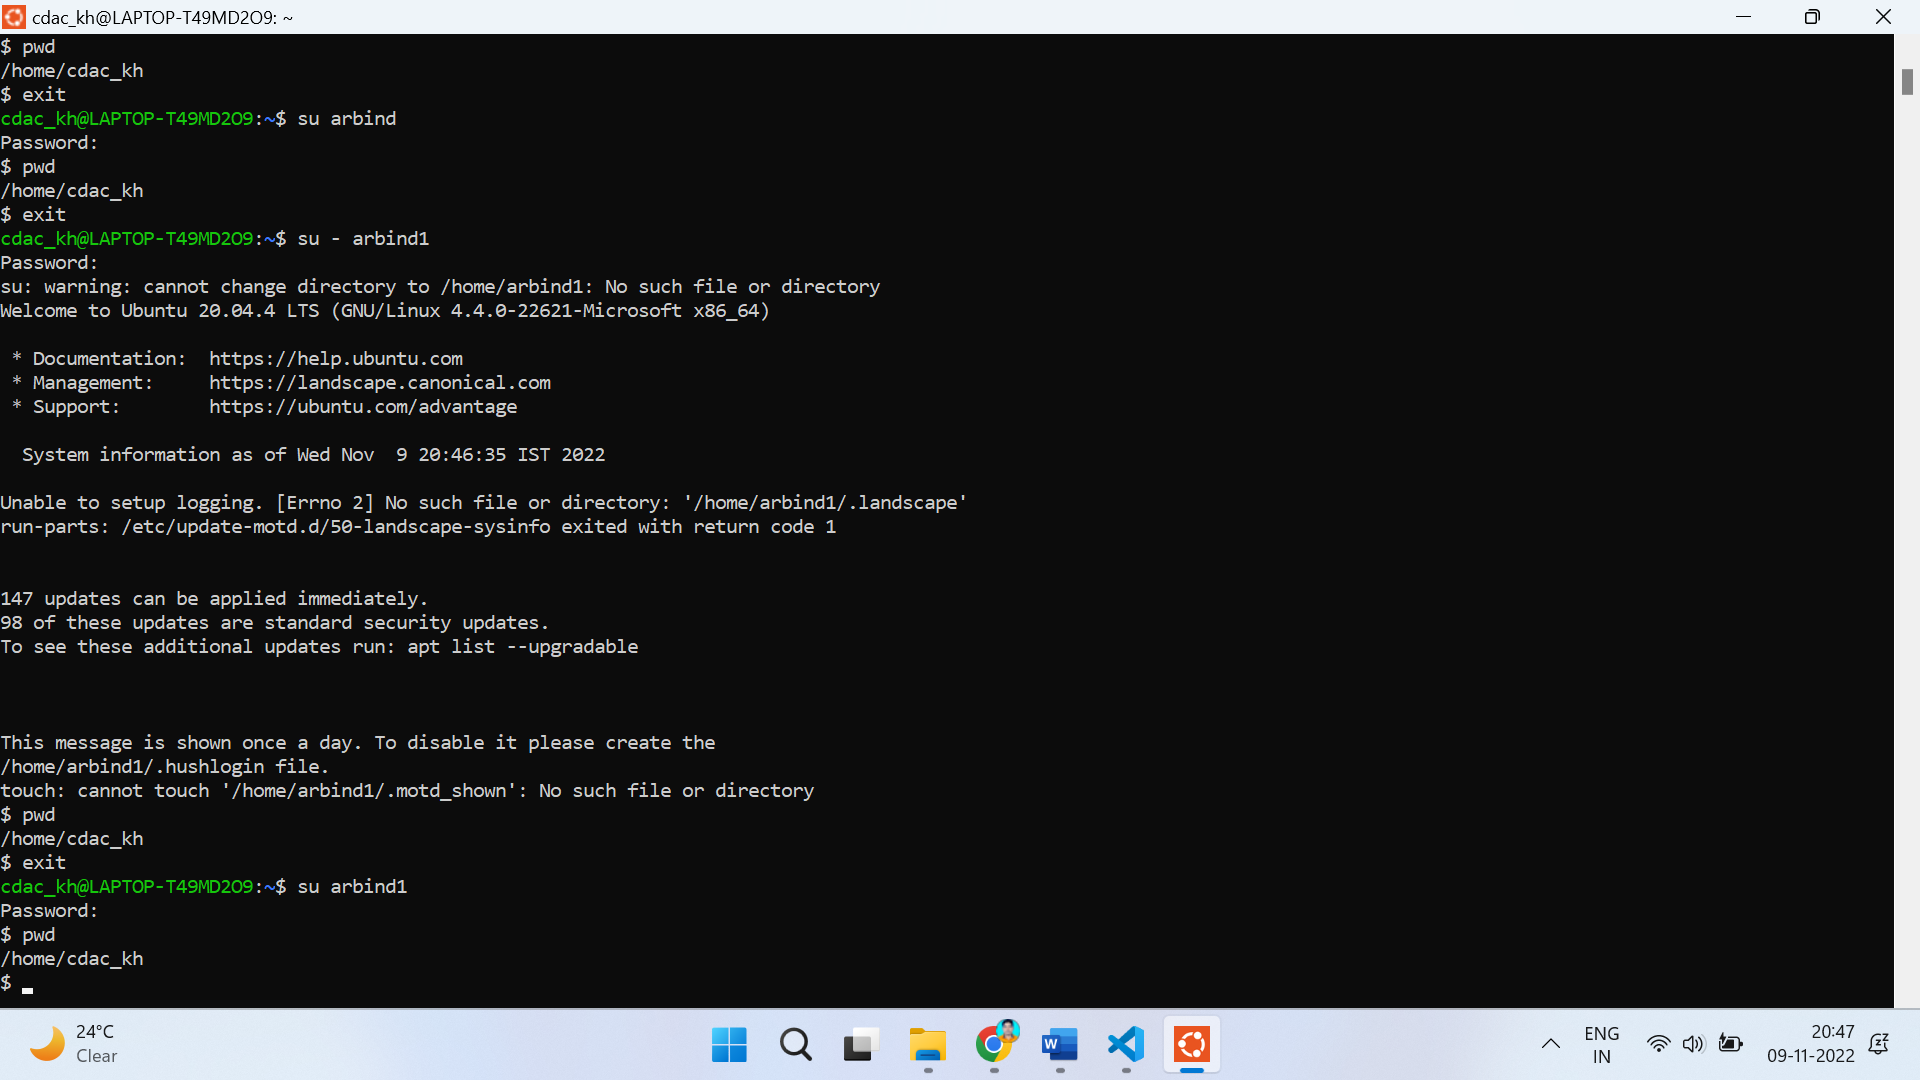 cdac_kh@LAPTOP-T49MD2O9: ~
$ pwd
/home/cdac_kh
$ exit
cdac_kh@LAPTOP-T49MD2O9:~$ su arbind
Password:
$ pwd
/home/cdac_kh
$ exit
cdac_kh@LAPTOP-T49MD2O9:~$ su - arbind1
Password:
su: warning: cannot change directory to /home/arbind1: No such file or directory
Welcome to Ubuntu 20.04.4 LTS (GNU/Linux 4.4.0-22621-Microsoft x86_64)
* Documentation:  https://help.ubuntu.com
* Management:     https://landscape.canonical.com
* Support:        https://ubuntu.com/advantage
System information as of Wed Nov  9 20:46:35 IST 2022
Unable to setup logging. [Errno 2] No such file or directory: '/home/arbind1/.landscape'
run-parts: /etc/update-motd.d/50-landscape-sysinfo exited with return code 1
147 updates can be applied immediately.
98 of these updates are standard security updates.
To see these additional updates run: apt list --upgradable
This message is shown once a day. To disable it please create the
/home/arbind1/.hushlogin file.
touch: cannot touch '/home/arbind1/.motd_shown': No such file or directory
$ pwd
/home/cdac_kh
$ exit
cdac_kh@LAPTOP-T49MD2O9:~$ su arbind1
Password:
$ pwd
/home/cdac_kh
$
24°C
Clear
W
ENG
IN
20:47
09-11-2022